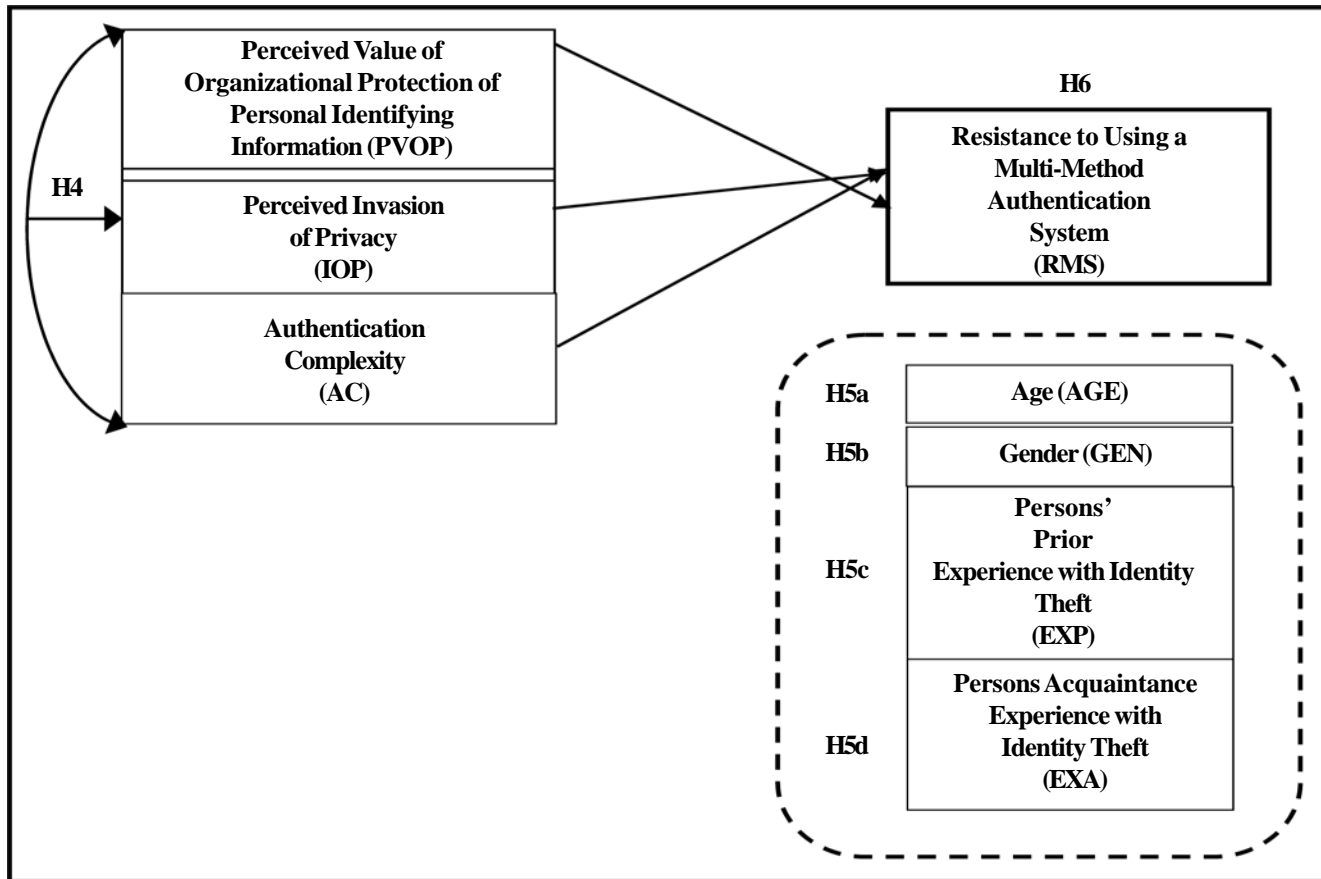 Perceived Value of
Organizational Protection of
Personal Identifying
Information (PVOP)
H4
Perceived Invasion
of Privacy
(IOP)
Authentication
Complexity
(AC)
H6
Resistance to Using a
Multi-Method
Authentication
System
(RMS)
H5a
Age (AGE)
H5b
Gender (GEN)
H5c
Persons’
Prior
Experience with Identity
Theft
(EXP)
H5d
Persons Acquaintance
Experience with
Identity Theft
(EXA)